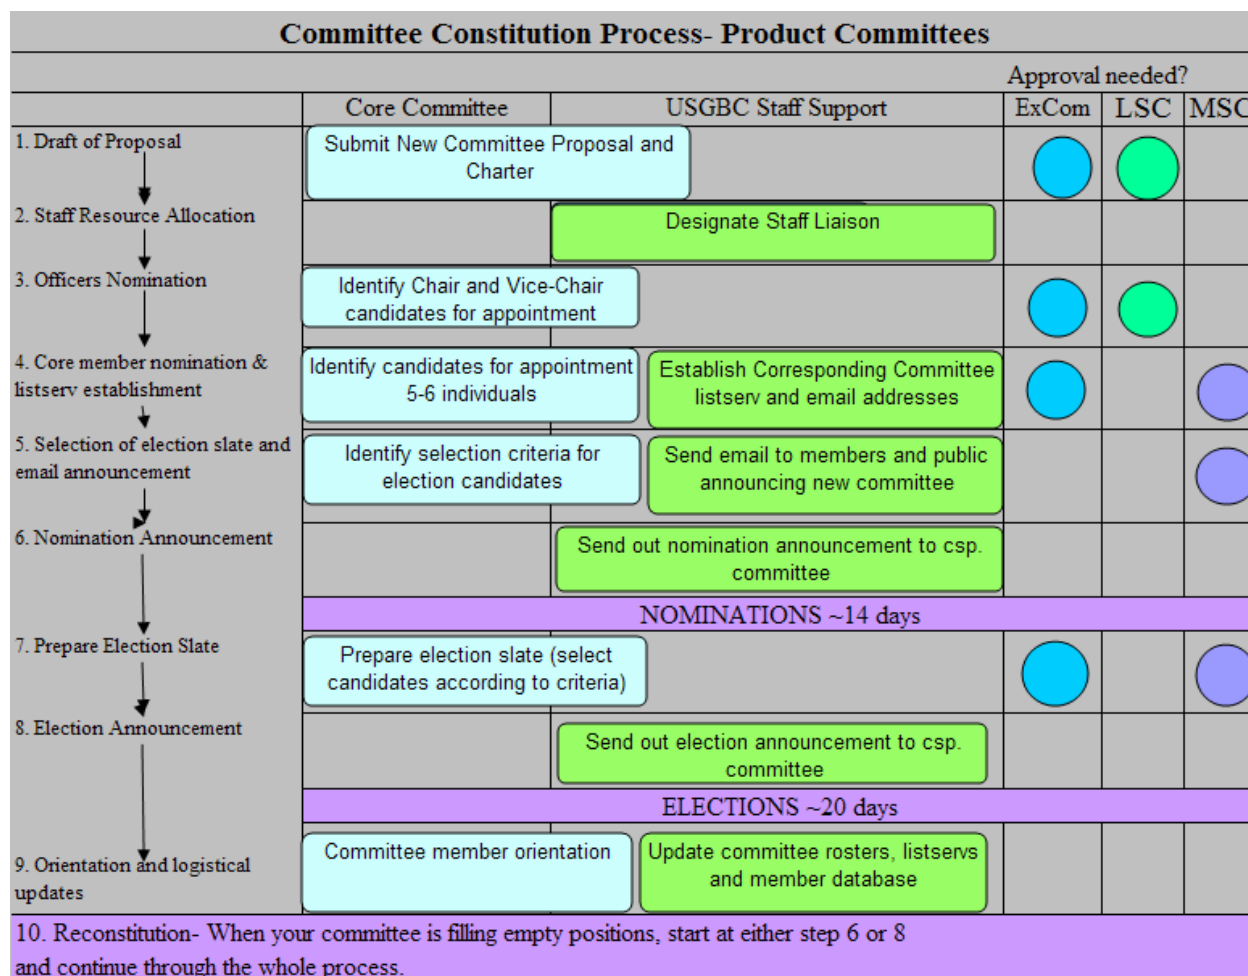 Committee Constitution Process- Product Committees
Approval needed?
Core Committee USGBC Staff Support ExCom LSC MSC
1. Draft of Proposal
Submit New Committee Proposal and
Charter
2. Staff Resource Allocation
Designate Staff Liaison
3. Officers Nomination
Identify Chair and Vice-Chair
candidates for appointment
4. Core member nomination &
listserv establishment
Identify candidates for appointment
5-6 individuals
Establish Corresponding Committee
listserv and email addresses
5. Selection of election slate and
email announcement
Identify selection criteria for
election candidates
Send email to members and public
announcing new committee
6. Nomination Announcement
Send out nomination announcement to csp.
committee
NOMINATIONS ~14 days
7. Prepare Election Slate
Prepare election slate (select
candidates according to criteria)
8. Election Announcement
Send out election announcement to csp.
committee
ELECTIONS ~20 days
9. Orientation and logistical
updates
Committee member orientation
Update committee rosters, listservs
and member database
10. Reconstitution- When your committee is filling empty positions, start at either step 6 or 8
and continue through the whole process.